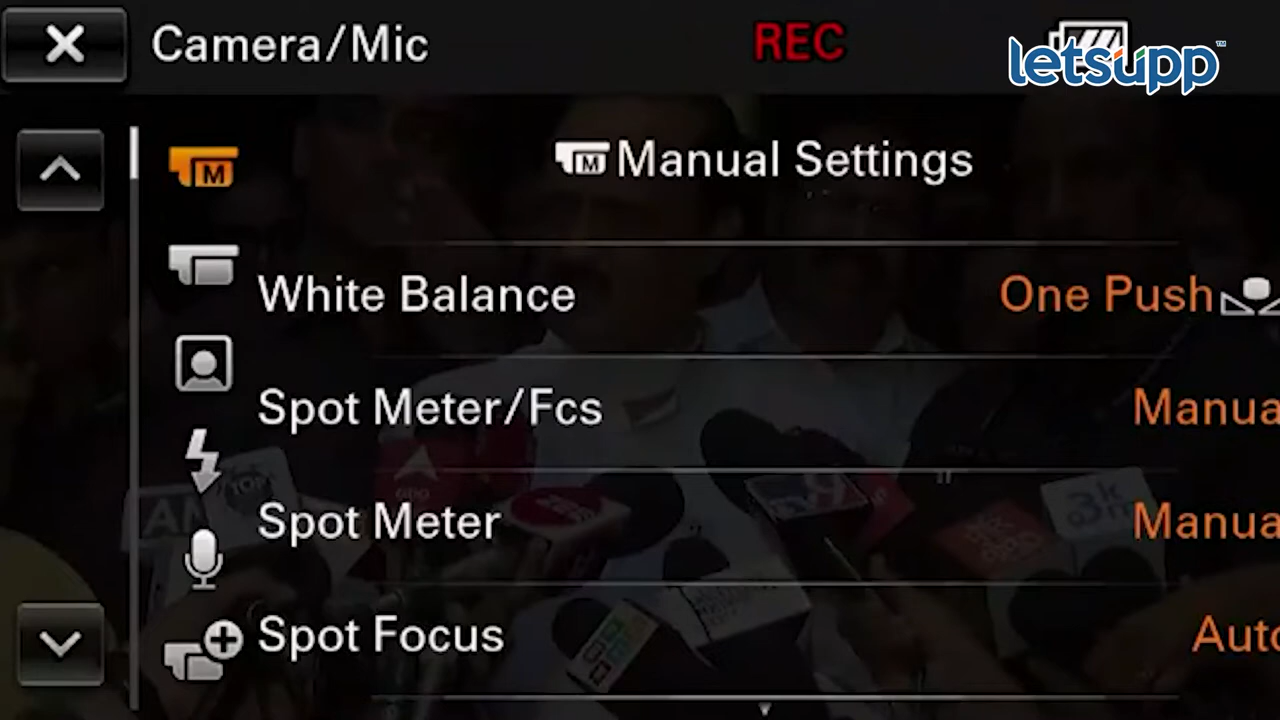 Camera/Mic
REC
letsupp™
M
M Manual Settings
White Balance
One Push
Spot Meter/Fcs
Manua
Spot Meter
Manua
Spot Focus
Auto